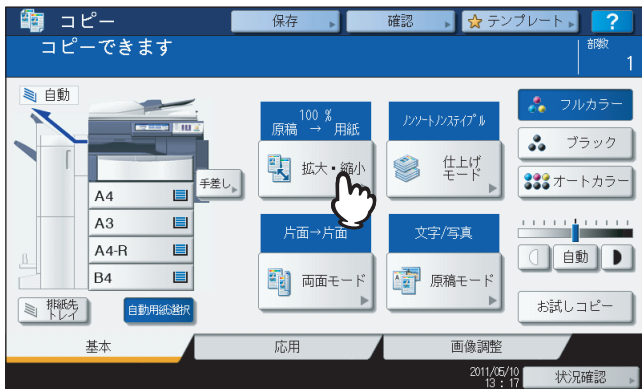 コピー
保存
確認
テンプレート
?
コピーできます
部数
1
自動
100 %
原稿 → 用紙
ノンソートノンステイプル
フルカラー
拡大・縮小
仕上げ
モード
ブラック
手差し
オートカラー
A4
A3
A4-R
B4
片面→片面
文字/写真
両面モード
原稿モード
自動
排紙先
トレイ
自動用紙選択
お試しコピー
基本
応用
画像調整
2011/05/10
13 : 17
状況確認